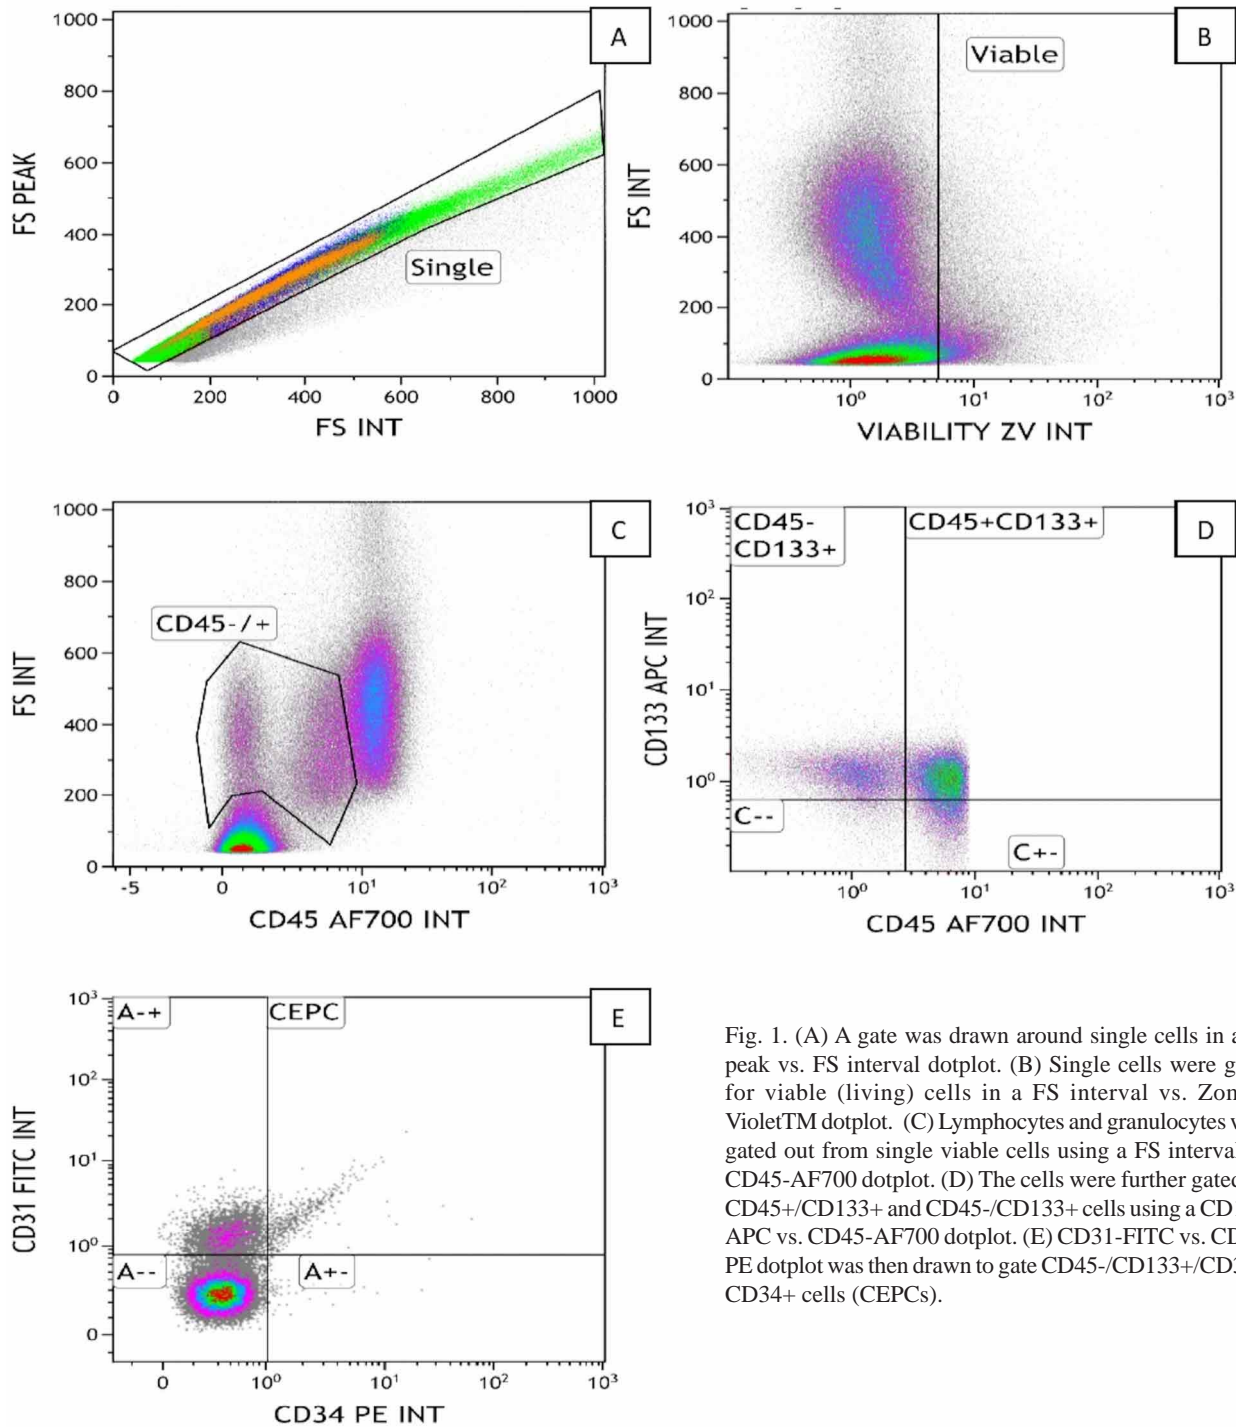 A
1000
800
600
400
200
0
FS PEAK
Single
0 200 400 600 800 1000
FS INT
B
1000
800
600
400
200
0
FS INT
Viable
10⁰ 10¹ 10² 10³
VIABILITY ZV INT
C
1000
800
600
400
200
0
FS INT
CD45-/+
-5 0 10¹ 10² 10³
CD45 AF700 INT
D
10³
10²
10¹
10⁰
CD133 APC INT
CD45-
CD133+
CD45+CD133+
C--
C+-
10⁰ 10¹ 10² 10³
CD45 AF700 INT
E
10³
10²
10¹
10⁰
0
CD31 FITC INT
A-+
CEPC
A--
A+-
0 10⁰ 10¹ 10² 10³
CD34 PE INT
Fig. 1. (A) A gate was drawn around single cells in a
peak vs. FS interval dotplot. (B) Single cells were g
for viable (living) cells in a FS interval vs. Zom
VioletTM dotplot. (C) Lymphocytes and granulocytes w
gated out from single viable cells using a FS interval
CD45-AF700 dotplot. (D) The cells were further gated
CD45+/CD133+ and CD45-/CD133+ cells using a CD1
APC vs. CD45-AF700 dotplot. (E) CD31-FITC vs. CD
PE dotplot was then drawn to gate CD45-/CD133+/CD3
CD34+ cells (CEPCs).